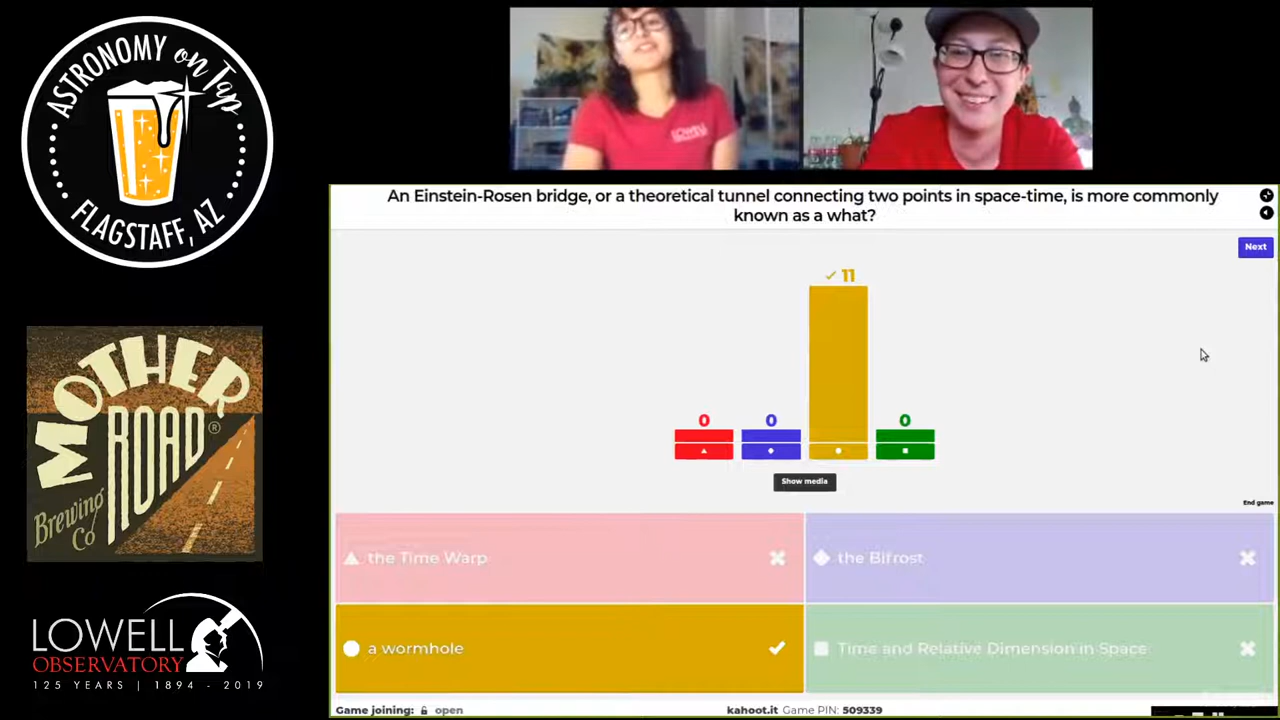 ASTRONOMY on Tap
FLAGSTAFF, AZ
MOTHER
ROAD®
Brewing
Co
LOWELL
OBSERVATORY
125 YEARS | 1894 - 2019
LOWELL
An Einstein-Rosen bridge, or a theoretical tunnel connecting two points in space-time, is more commonly
known as a what?
Next
11
0
0
0
Show media
End game
the Time Warp
the Bifrost
a wormhole
Time and Relative Dimension in Space
Game joining: open
kahoot.it Game PIN: 509339